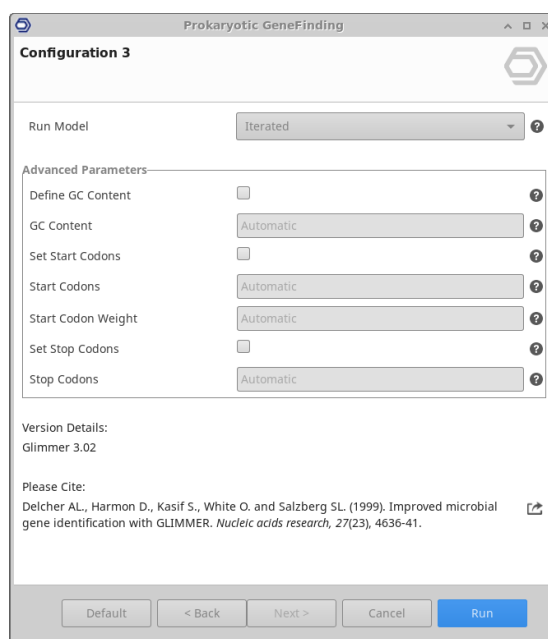 Prokaryotic GeneFinding
Configuration 3
Run Model Iterated ?
Advanced Parameters
Define GC Content ?
GC Content Automatic ?
Set Start Codons ?
Start Codons Automatic ?
Start Codon Weight Automatic ?
Set Stop Codons ?
Stop Codons Automatic ?
Version Details:
Glimmer 3.02
Please Cite:
Delcher AL., Harmon D., Kasif S., White O. and Salzberg SL. (1999). Improved microbial
gene identification with GLIMMER. Nucleic acids research, 27(23), 4636-41.
Default < Back Next > Cancel Run